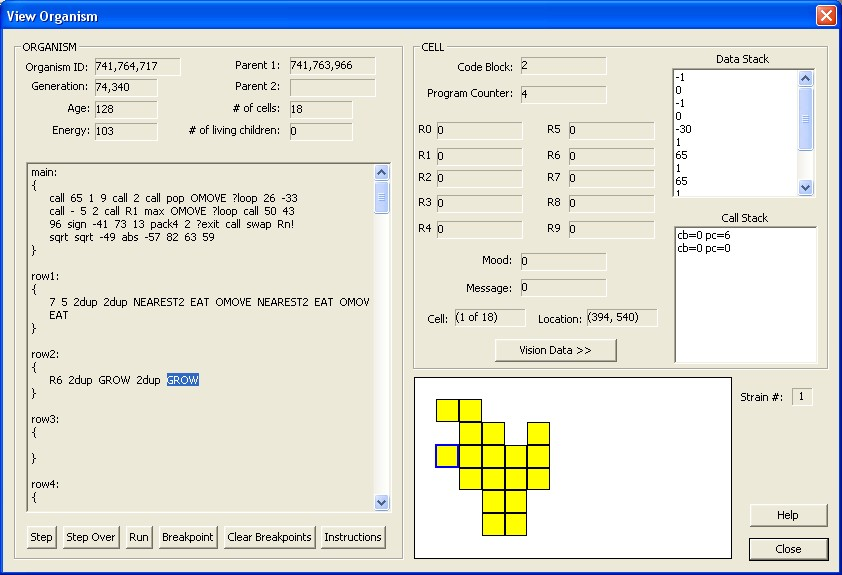 View Organism
ORGANISM
Organism ID: 741,764,717 Parent 1: 741,763,966
Generation: 74,340 Parent 2:
Age: 128 # of cells: 18
Energy: 103 # of living children: 0
main:
{
call 65 1 9 call 2 call pop OMOVE ?loop 26 -33
call - 5 2 call R1 max OMOVE ?loop call 50 43
96 sign -41 73 13 pack4 2 ?exit call swap Rn!
sqrt sqrt -49 abs -57 82 63 59
}
row1:
{
7 5 2dup 2dup NEAREST2 EAT OMOVE NEAREST2 EAT OMOV
EAT
}
row2:
{
R6 2dup GROW 2dup GROW
}
row3:
{
}
row4:
{
Step Step Over Run Breakpoint Clear Breakpoints Instructions
CELL
Code Block: 2
Program Counter: 4
R0 0 R5 0
R1 0 R6 0
R2 0 R7 0
R3 0 R8 0
R4 0 R9 0
Mood: 0
Message: 0
Cell: (1 of 18) Location: (394, 540)
Vision Data >>
Data Stack
-1
0
-1
0
-30
1
65
1
65
1
Call Stack
cb=0 pc=6
cb=0 pc=0
Strain #: 1
Help
Close